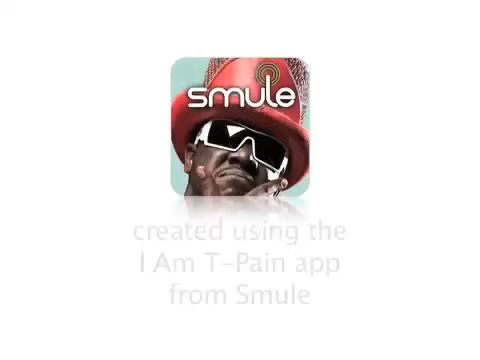 smule
created using the
I Am T-Pain app
from Smule